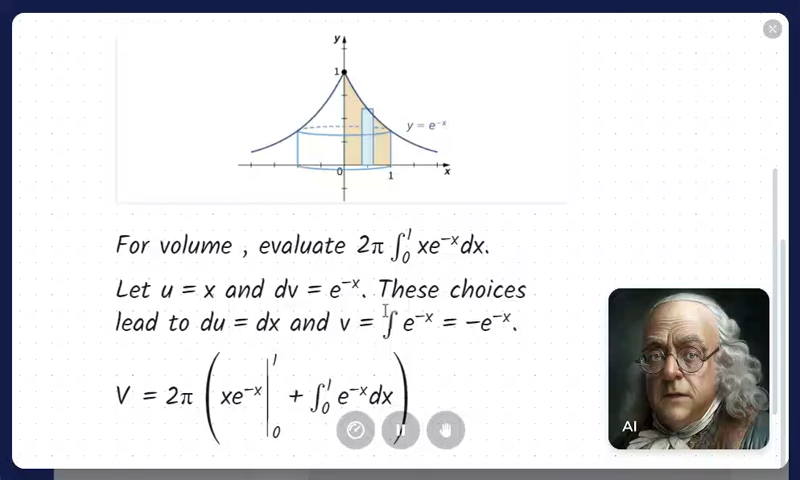 y
1
y = e⁻ˣ
0
1
x
For volume , evaluate 2π ∫₀¹ xe⁻ˣdx.
Let u = x and dv = e⁻ˣ. These choices
lead to du = dx and v = ∫ e⁻ˣ = −e⁻ˣ.
V = 2π ( xe⁻ˣ |₀¹ + ∫₀¹ e⁻ˣdx )
AI